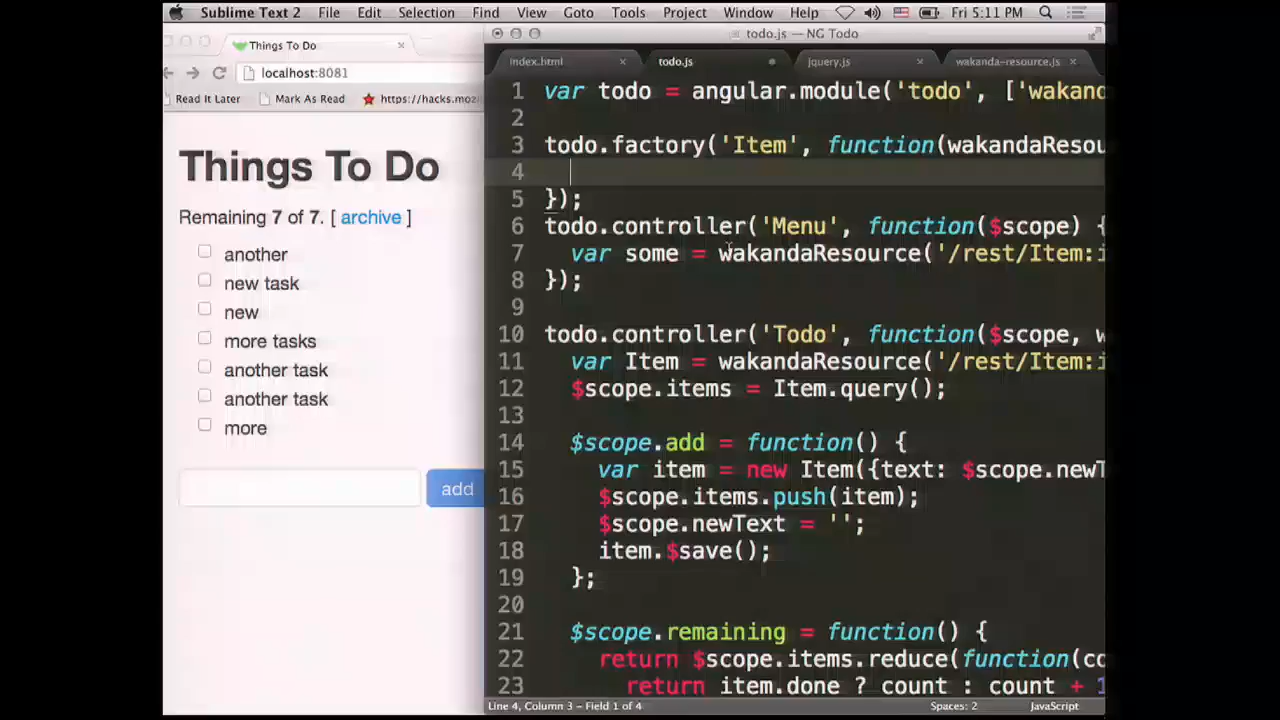 Sublime Text 2 File Edit Selection Find View Goto Tools Project Window Help Fri 5:11 PM
Things To Do
localhost:8081
Read It Later Mark As Read https://hacks.moz
Things To Do
Remaining 7 of 7. [ archive ]
another
new task
new
more tasks
another task
another task
more
add
todo.js — NG Todo
index.html todo.js jquery.js wakanda-resource.js
1 var todo = angular.module('todo', ['wakand
2
3 todo.factory('Item', function(wakandaResou
4
5 });
6 todo.controller('Menu', function($scope) {
7 var some = wakandaResource('/rest/Item:i
8 });
9
10 todo.controller('Todo', function($scope, w
11 var Item = wakandaResource('/rest/Item:i
12 $scope.items = Item.query();
13
14 $scope.add = function() {
15 var item = new Item({text: $scope.newT
16 $scope.items.push(item);
17 $scope.newText = '';
18 item.$save();
19 };
20
21 $scope.remaining = function() {
22 return $scope.items.reduce(function(co
23 return item.done ? count : count + 1
Line 4, Column 3 – Field 1 of 4 Spaces: 2 JavaScript